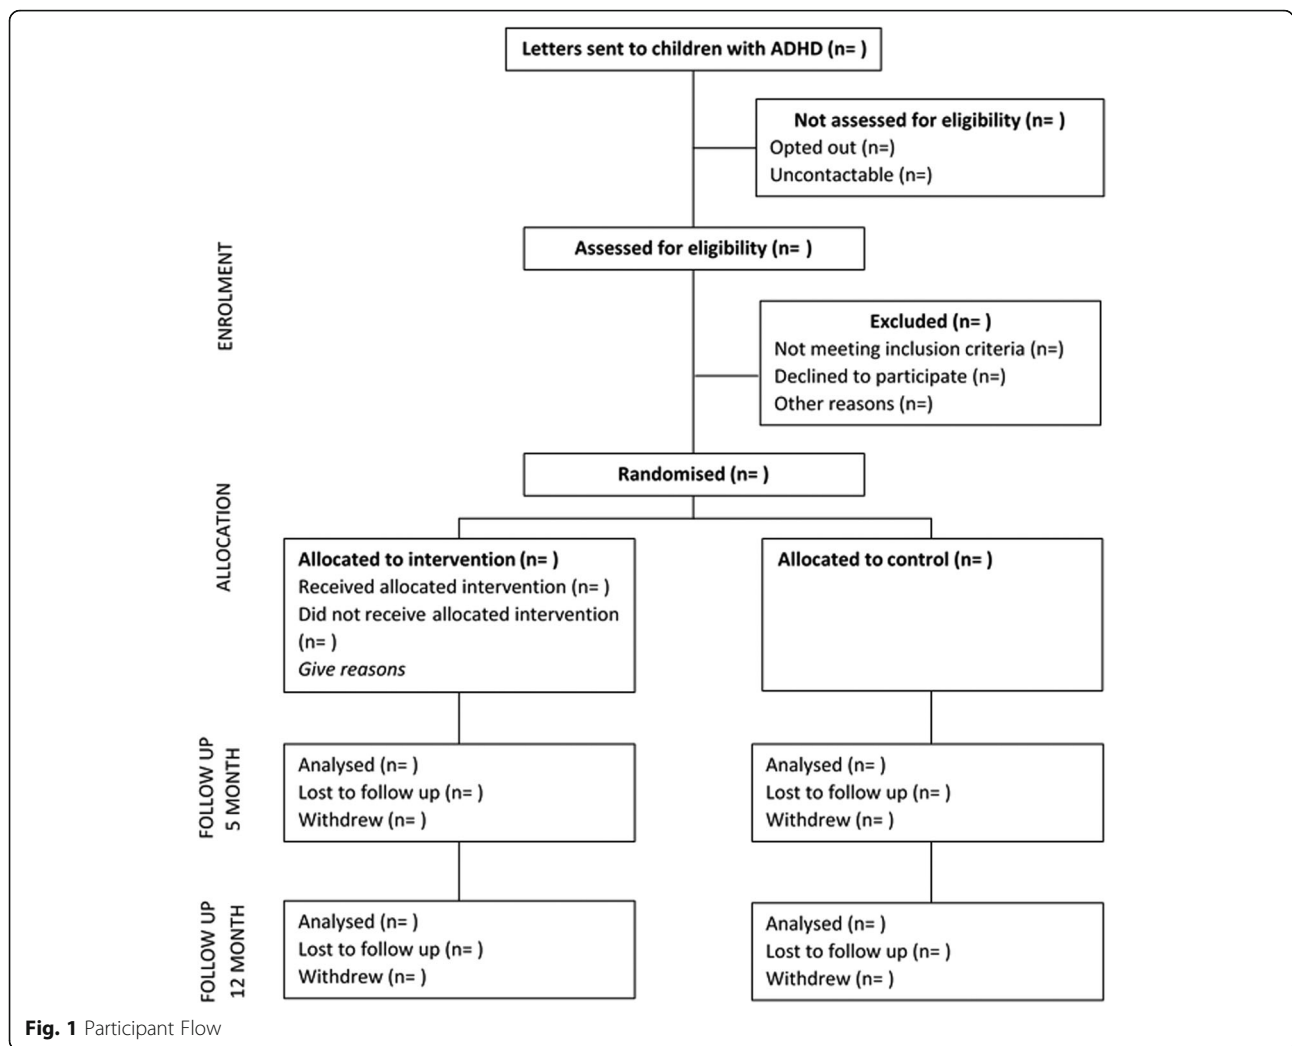 Letters sent to children with ADHD (n= )
Not assessed for eligibility (n= )
Opted out (n=)
Uncontactable (n=)
ENROLMENT
Assessed for eligibility (n= )
Excluded (n= )
Not meeting inclusion criteria (n=)
Declined to participate (n=)
Other reasons (n=)
ALLOCATION
Randomised (n= )
Allocated to intervention (n= )
Received allocated intervention (n= )
Did not receive allocated intervention
(n= )
Give reasons
Allocated to control (n= )
FOLLOW UP
5 MONTH
Analysed (n= )
Lost to follow up (n= )
Withdrew (n= )
Analysed (n= )
Lost to follow up (n= )
Withdrew (n= )
FOLLOW UP
12 MONTH
Analysed (n= )
Lost to follow up (n= )
Withdrew (n= )
Analysed (n= )
Lost to follow up (n= )
Withdrew (n= )
Fig. 1 Participant Flow